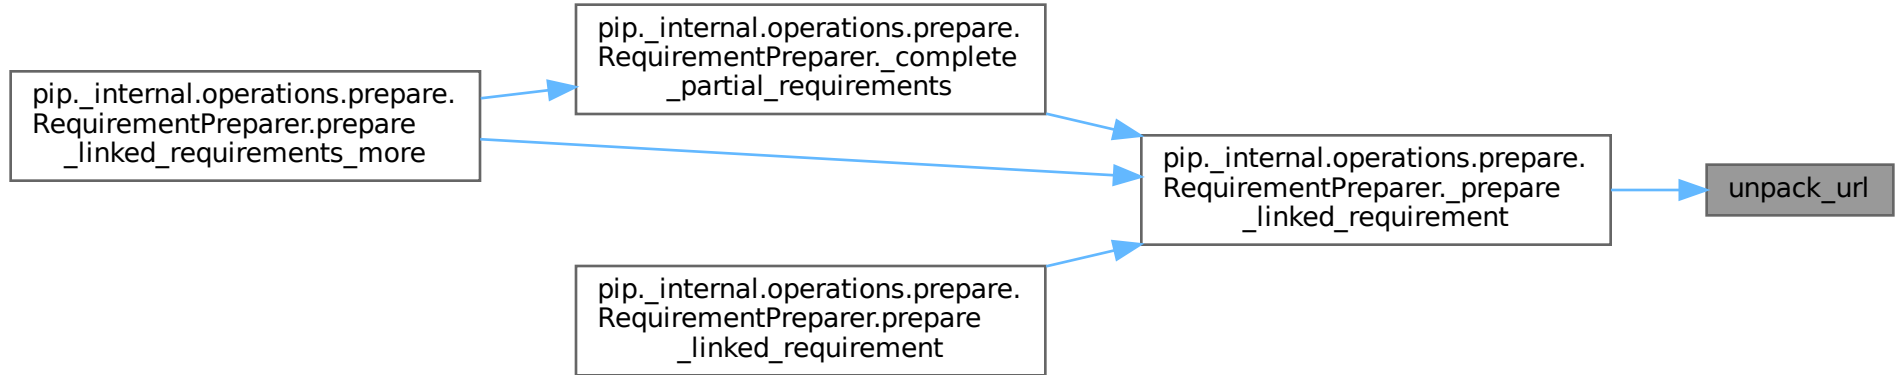 pip._internal.operations.prepare.
RequirementPreparer.prepare
_linked_requirements_more
pip._internal.operations.prepare.
RequirementPreparer._complete
_partial_requirements
pip._internal.operations.prepare.
RequirementPreparer.prepare
_linked_requirement
pip._internal.operations.prepare.
RequirementPreparer._prepare
_linked_requirement
unpack_url